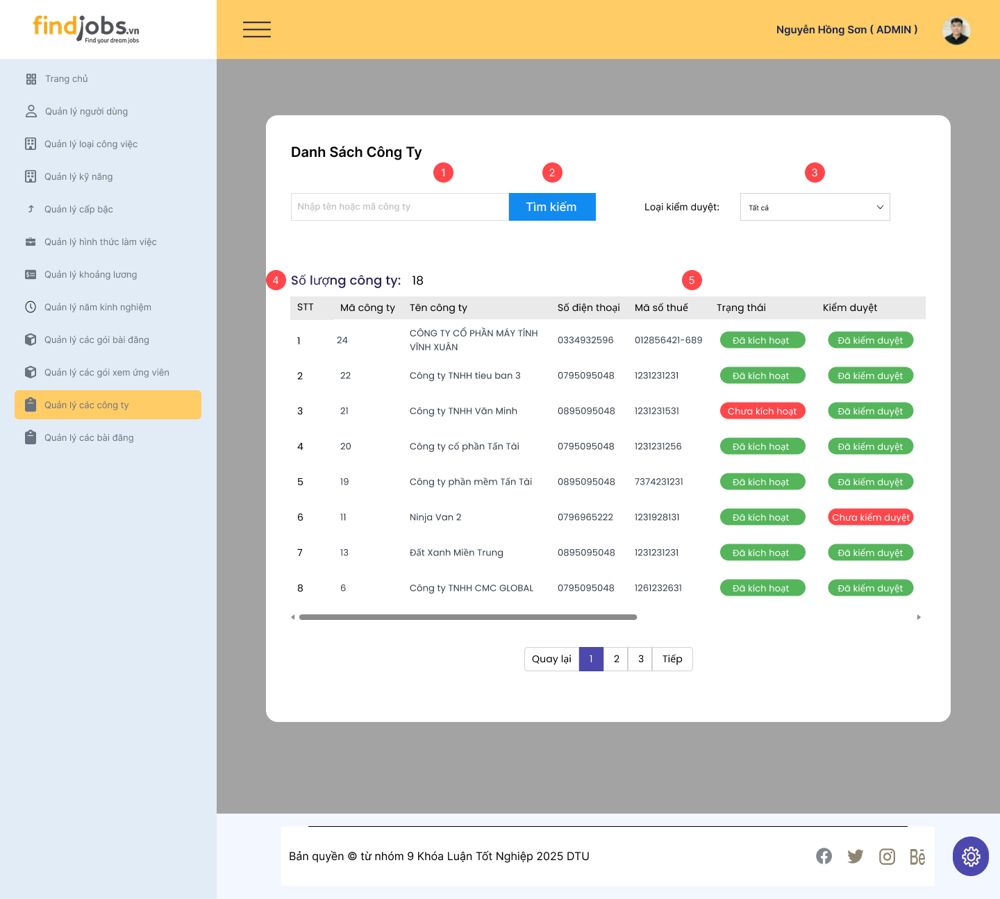 findjobs.vn
Find your dream jobs
Nguyễn Hồng Sơn ( ADMIN )
Trang chủ
Quản lý người dùng
Quản lý loại công việc
Quản lý kỹ năng
Quản lý cấp bậc
Quản lý hình thức làm việc
Quản lý khoảng lương
Quản lý năm kinh nghiệm
Quản lý các gói bài đăng
Quản lý các gói xem ứng viên
Quản lý các công ty
Quản lý các bài đăng
Danh Sách Công Ty
1 2 3
Nhập tên hoặc mã công ty Tìm kiếm Loại kiểm duyệt: Tất cả
4 Số lượng công ty: 18 5
STT Mã công ty Tên công ty Số điện thoại Mã số thuế Trạng thái Kiểm duyệt
1 24 CÔNG TY CỔ PHẦN MÁY TÍNH VĨNH XUÂN 0334932596 012856421-689 Đã kích hoạt Đã kiểm duyệt
2 22 Công ty TNHH tieu ban 3 0795095048 1231231231 Đã kích hoạt Đã kiểm duyệt
3 21 Công ty TNHH Văn Minh 0895095048 1231231531 Chưa kích hoạt Đã kiểm duyệt
4 20 Công ty cổ phần Tấn Tài 0795095048 1231231256 Đã kích hoạt Đã kiểm duyệt
5 19 Công ty phần mềm Tấn Tài 0895095048 7374231231 Đã kích hoạt Đã kiểm duyệt
6 11 Ninja Van 2 0796965222 1231928131 Đã kích hoạt Chưa kiểm duyệt
7 13 Đất Xanh Miền Trung 0895095048 1231231231 Đã kích hoạt Đã kiểm duyệt
8 6 Công ty TNHH CMC GLOBAL 0795095048 1261232631 Đã kích hoạt Đã kiểm duyệt
Quay lại 1 2 3 Tiếp
Bản quyền © từ nhóm 9 Khóa Luận Tốt Nghiệp 2025 DTU